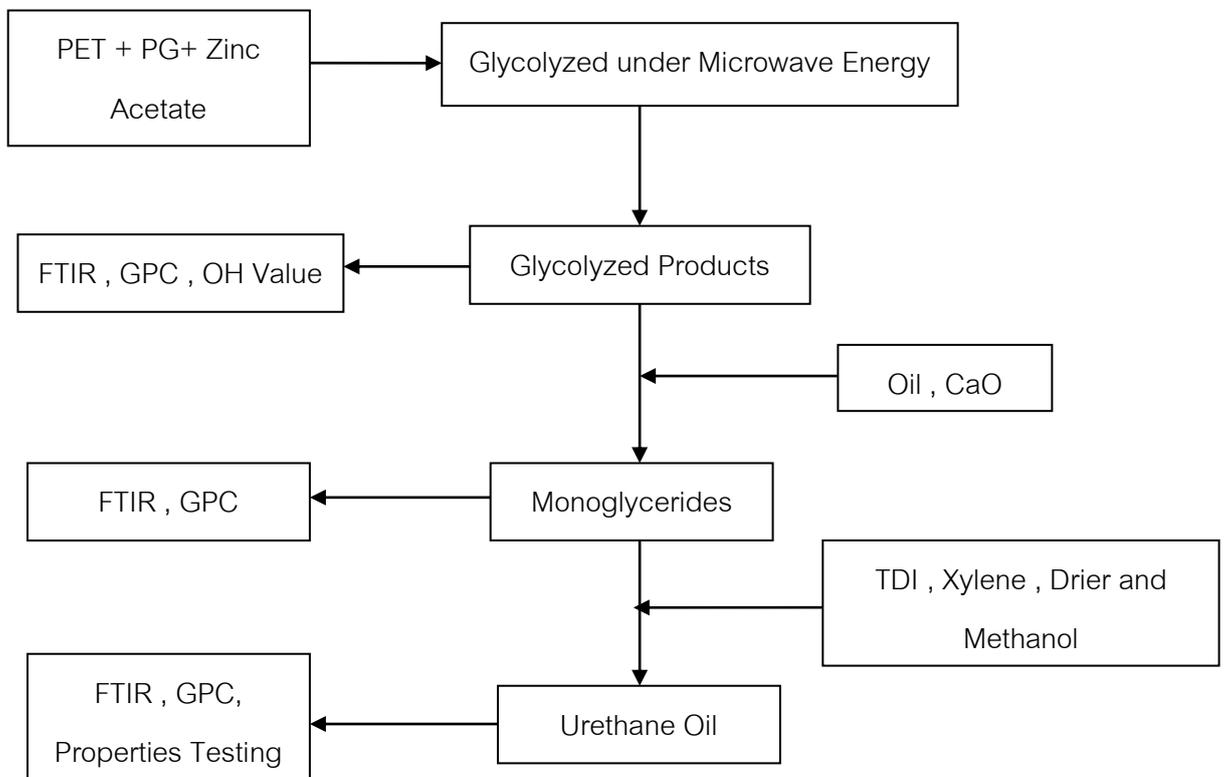 PET + PG+ Zinc
Acetate
Glycolyzed under Microwave Energy
FTIR , GPC , OH Value
Glycolyzed Products
Oil , CaO
FTIR , GPC
Monoglycerides
TDI , Xylene , Drier and
Methanol
FTIR , GPC,
Properties Testing
Urethane Oil